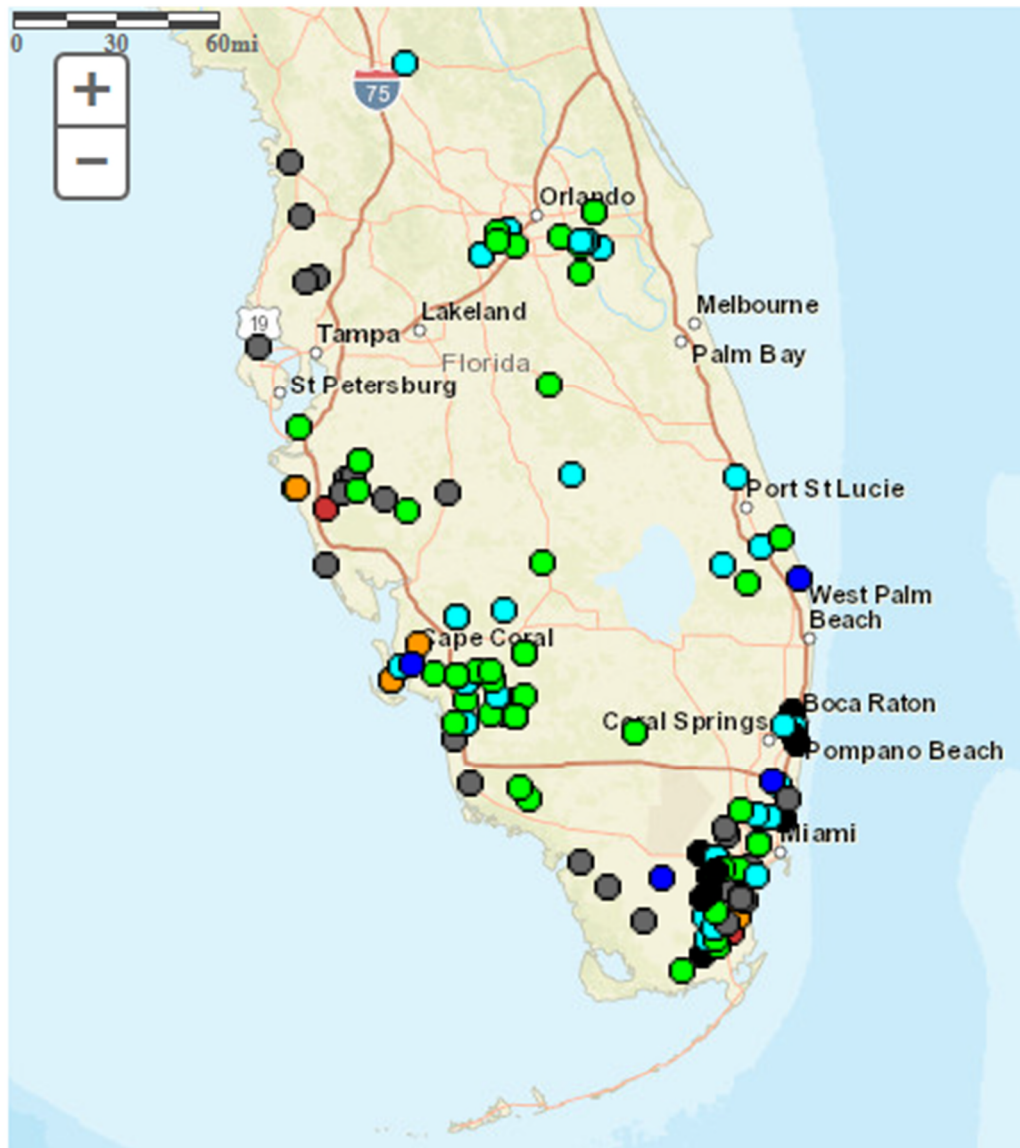 0 30 60mi
+
75
−
Orlando
Melbourne
Lakeland
19
Tampa
Palm Bay
Florida
St Petersburg
Port St Lucie
West Palm
Beach
Cape Coral
Boca Raton
Coral Springs
Pompano Beach
Miami